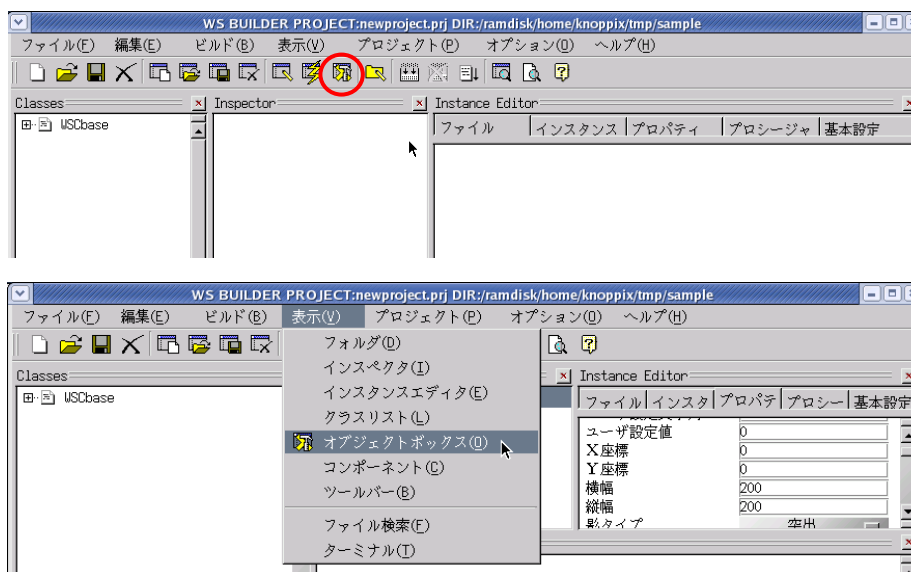 WS BUILDER PROJECT:newproject.prj DIR:/ramdisk/home/knoppix/tmp/sample
ファイル(F) 編集(E) ビルド(B) 表示(V) プロジェクト(P) オプション(O) ヘルプ(H)
Classes Inspector Instance Editor
WSCbase
ファイル インスタンス プロパティ プロシージャ 基本設定
WS BUILDER PROJECT:newproject.prj DIR:/ramdisk/home/knoppix/tmp/sample
ファイル(F) 編集(E) ビルド(B) 表示(V) プロジェクト(P) オプション(O) ヘルプ(H)
フォルダ(D)
インスペクタ(I)
インスタンスエディタ(E)
クラスリスト(L)
オブジェクトボックス(O)
コンポーネント(C)
ツールバー(B)
ファイル検索(F)
ターミナル(T)
Classes
WSCbase
Instance Editor
ファイル インスタ プロパテ プロシー 基本設定
ユーザ設定値 0
X座標 0
Y座標 0
横幅 200
縦幅 200
影タイプ 突出